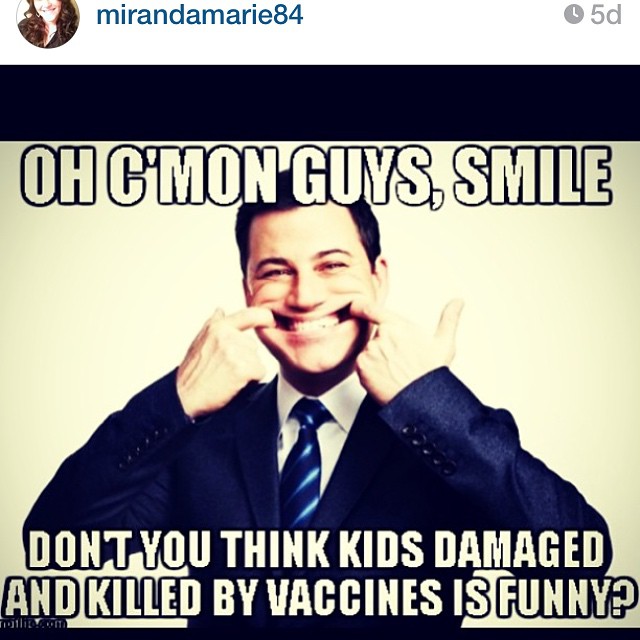 mirandamarie84
5d
OH C'MON GUYS, SMILE
DON'T YOU THINK KIDS DAMAGED
AND KILLED BY VACCINES IS FUNNY?